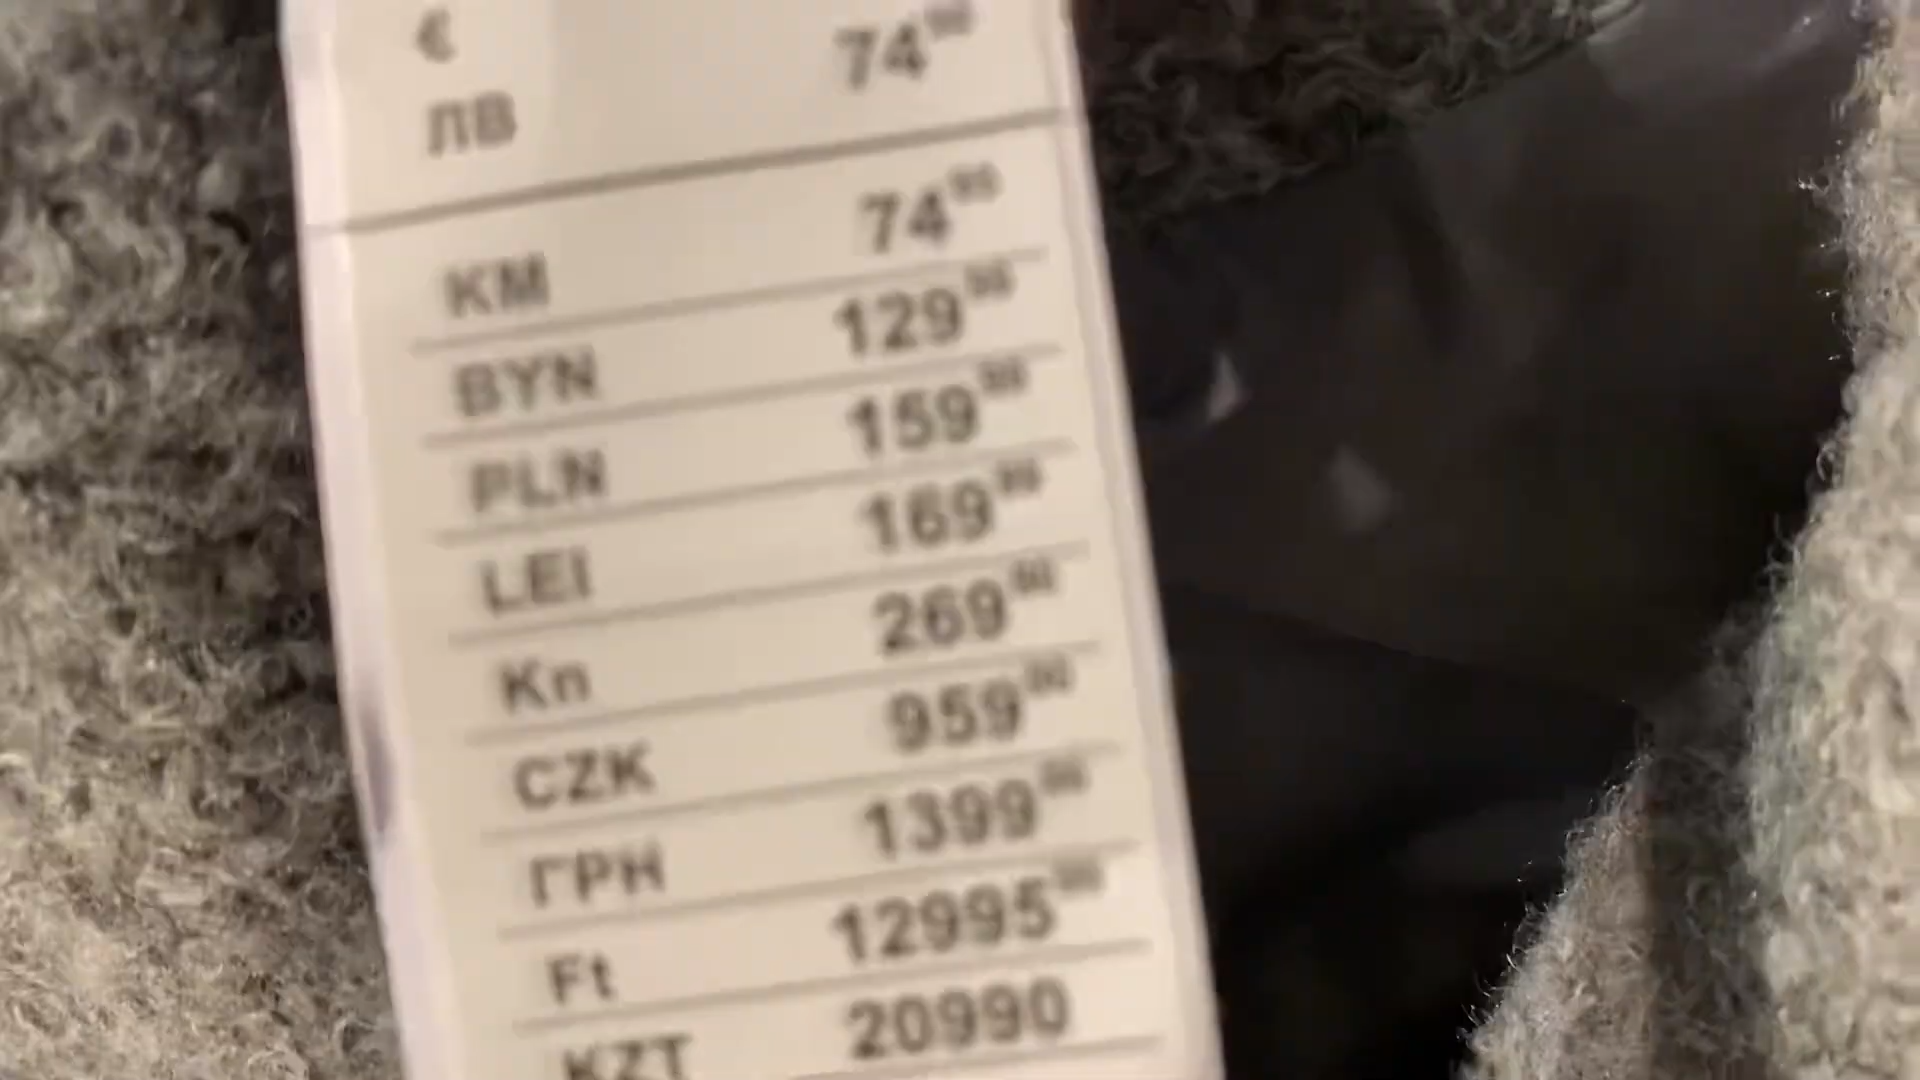 €
ЛВ 74
KM 74
BYN 129
PLN 159
LEI 169
Kn 269
CZK 959
ГРН 1399
Ft 12995
KZT 20990